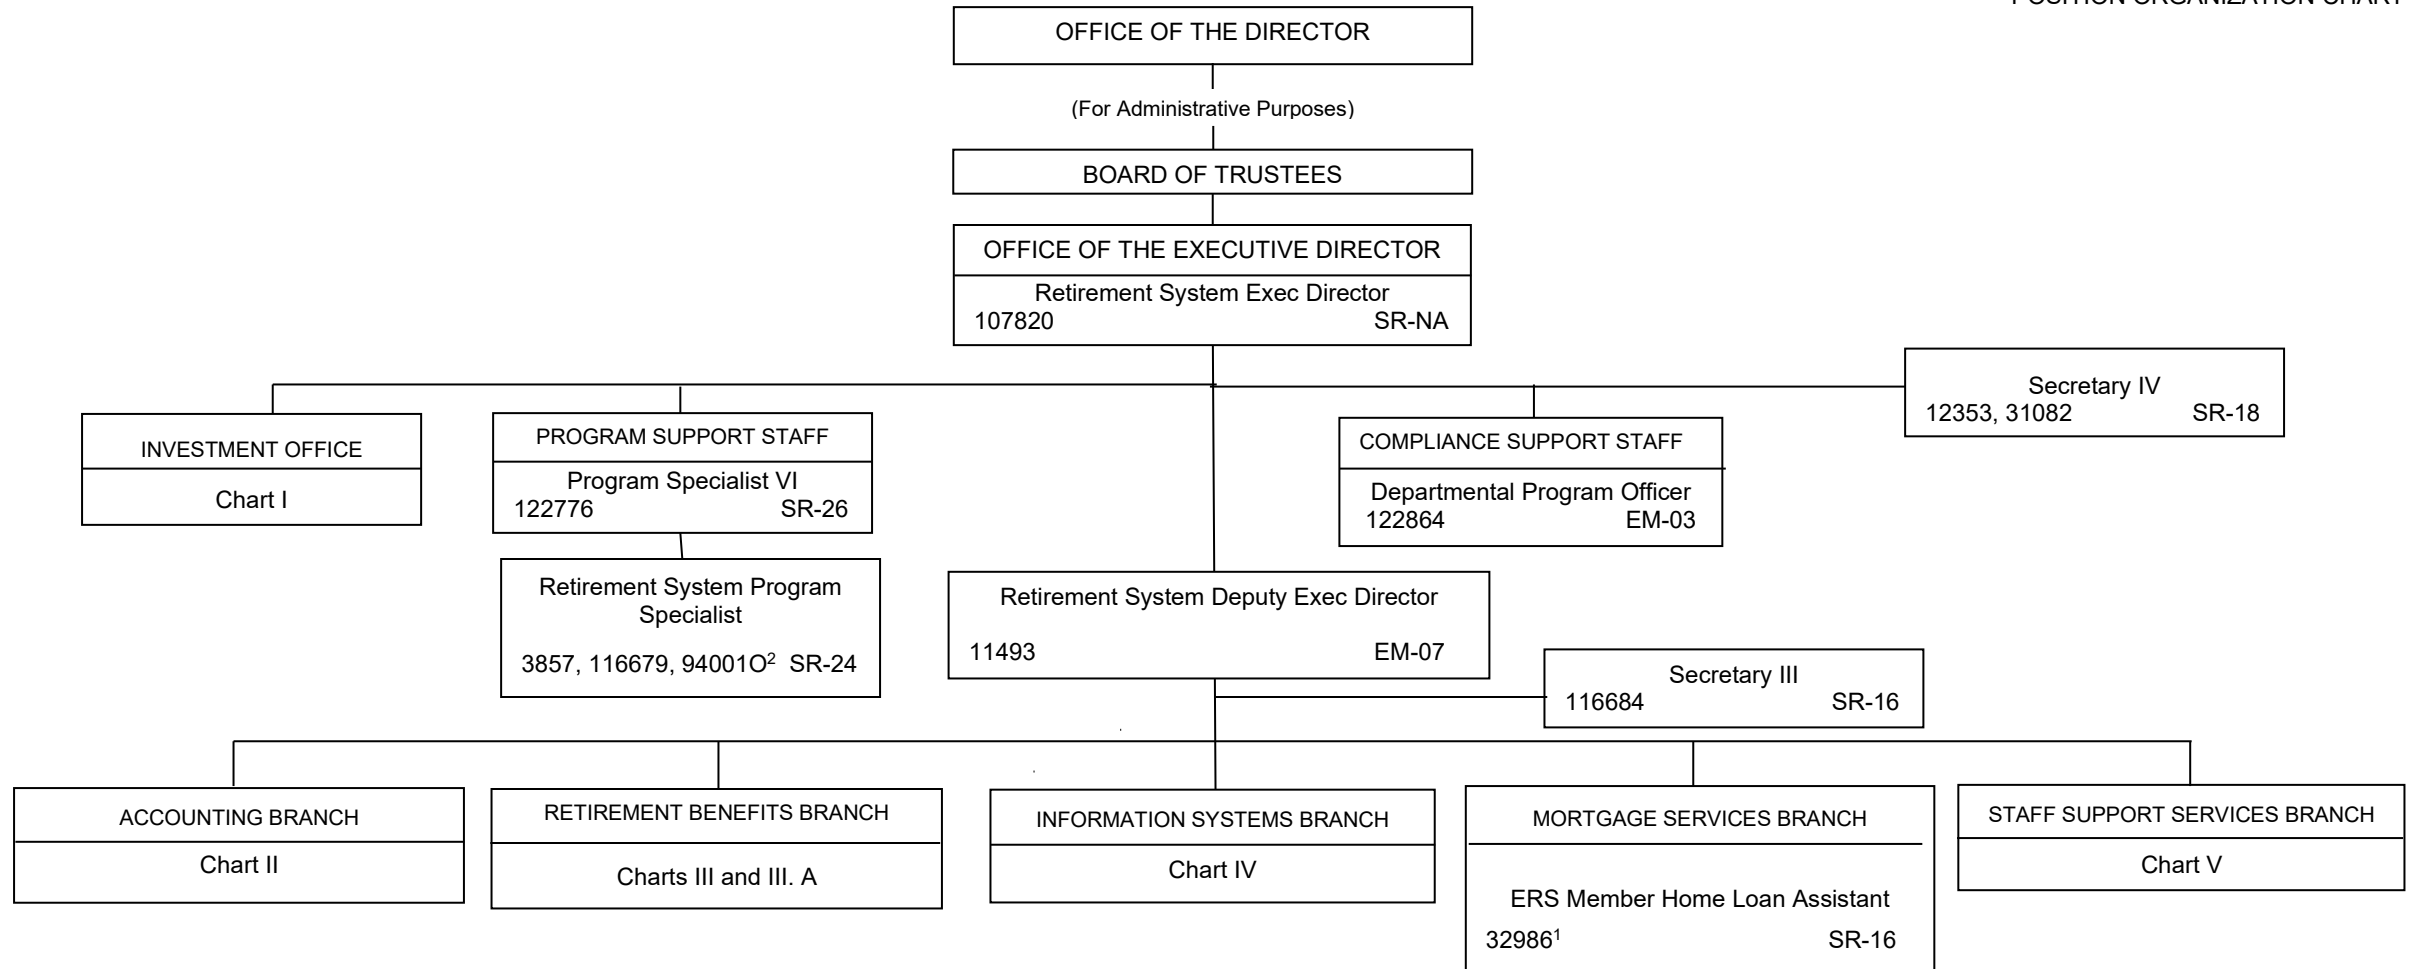 POSITION ORGANIZATION CHART
OFFICE OF THE DIRECTOR
(For Administrative Purposes)
BOARD OF TRUSTEES
OFFICE OF THE EXECUTIVE DIRECTOR
Retirement System Exec Director
107820 SR-NA
Secretary IV
12353, 31082 SR-18
INVESTMENT OFFICE
Chart I
PROGRAM SUPPORT STAFF
Program Specialist VI
122776 SR-26
COMPLIANCE SUPPORT STAFF
Departmental Program Officer
122864 EM-03
Retirement System Program
Specialist
3857, 116679, 94001O² SR-24
Retirement System Deputy Exec Director
11493 EM-07
Secretary III
116684 SR-16
ACCOUNTING BRANCH
Chart II
RETIREMENT BENEFITS BRANCH
Charts III and III. A
INFORMATION SYSTEMS BRANCH
Chart IV
MORTGAGE SERVICES BRANCH
ERS Member Home Loan Assistant
32986¹ SR-16
STAFF SUPPORT SERVICES BRANCH
Chart V